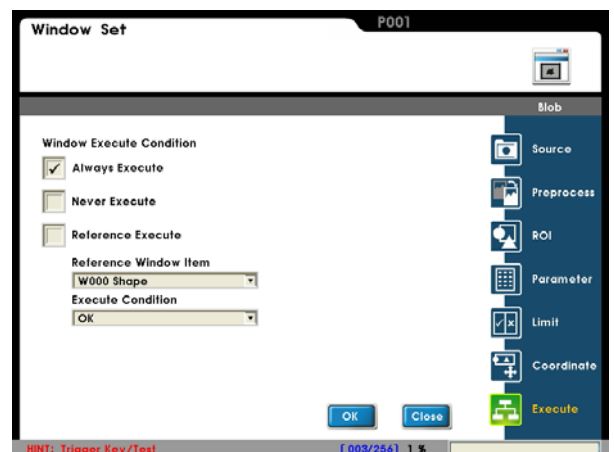 Window Set
P001
Blob
Window Execute Condition
Always Execute
Never Execute
Reference Execute
Reference Window Item
W000 Shape
Execute Condition
OK
OK
Close
Source
Preprocess
ROI
Parameter
Limit
Coordinate
Execute
HINT: Trigger Key/Test
[003/256] 1 %